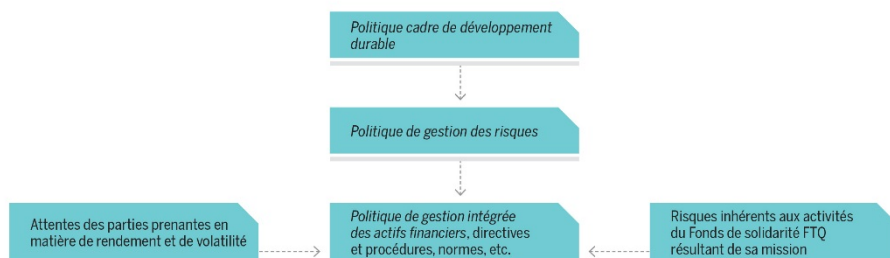 Politique cadre de développement
durable
Politique de gestion des risques
Attentes des parties prenantes en
matière de rendement et de volatilité
Politique de gestion intégrée
des actifs financiers, directives
et procédures, normes, etc.
Risques inhérents aux activités
du Fonds de solidarité FTQ
résultant de sa mission